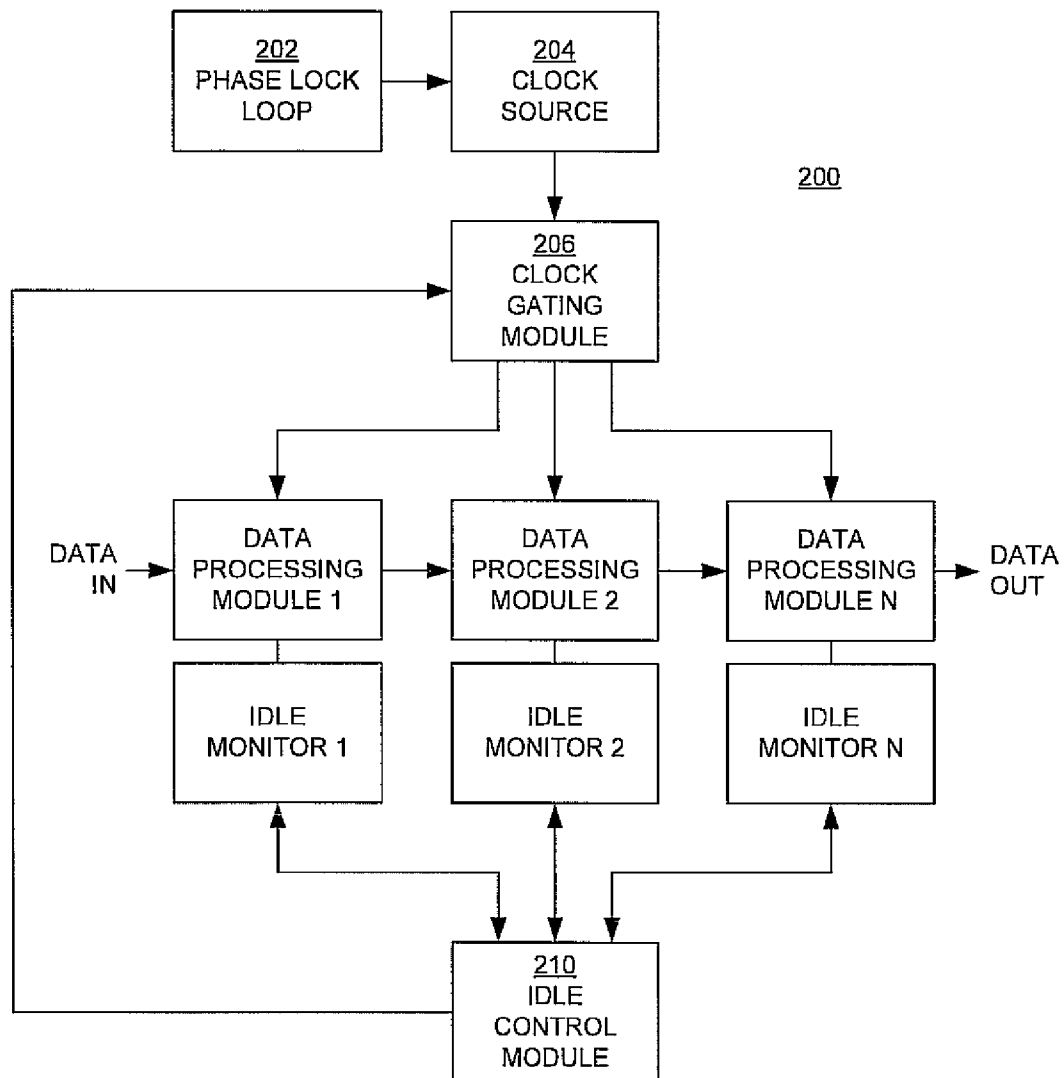 202
PHASE LOCK
LOOP
204
CLOCK
SOURCE
200
206
CLOCK
GATING
MODULE
DATA
IN
DATA
PROCESSING
MODULE 1
DATA
PROCESSING
MODULE 2
DATA
PROCESSING
MODULE N
DATA
OUT
IDLE
MONITOR 1
IDLE
MONITOR 2
IDLE
MONITOR N
210
IDLE
CONTROL
MODULE